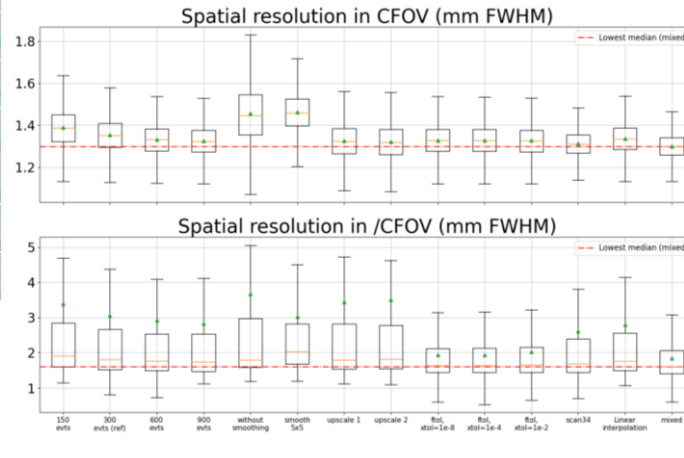 Spatial resolution in CFOV (mm FWHM)
Lowest median (mixed
1.8
1.6
1.4
1.2
Spatial resolution in /CFOV (mm FWHM)
Lowest median (mixed
5
4
3
2
1
150 300 600 900 without smooth upscale 1 upscale 2 ftol, ftol, ftol, scan34 Linear mixed
evts evts (ref) evts evts smoothing 5x5 xtol=1e-8 xtol=1e-4 xtol=1e-2 interpolation